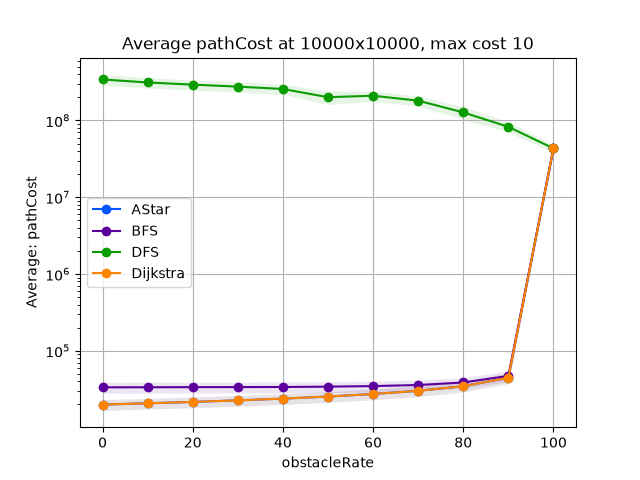 Average pathCost at 10000x10000, max cost 10
Average: pathCost
10^8
10^7
10^6
10^5
AStar
BFS
DFS
Dijkstra
0 20 40 60 80 100
obstacleRate